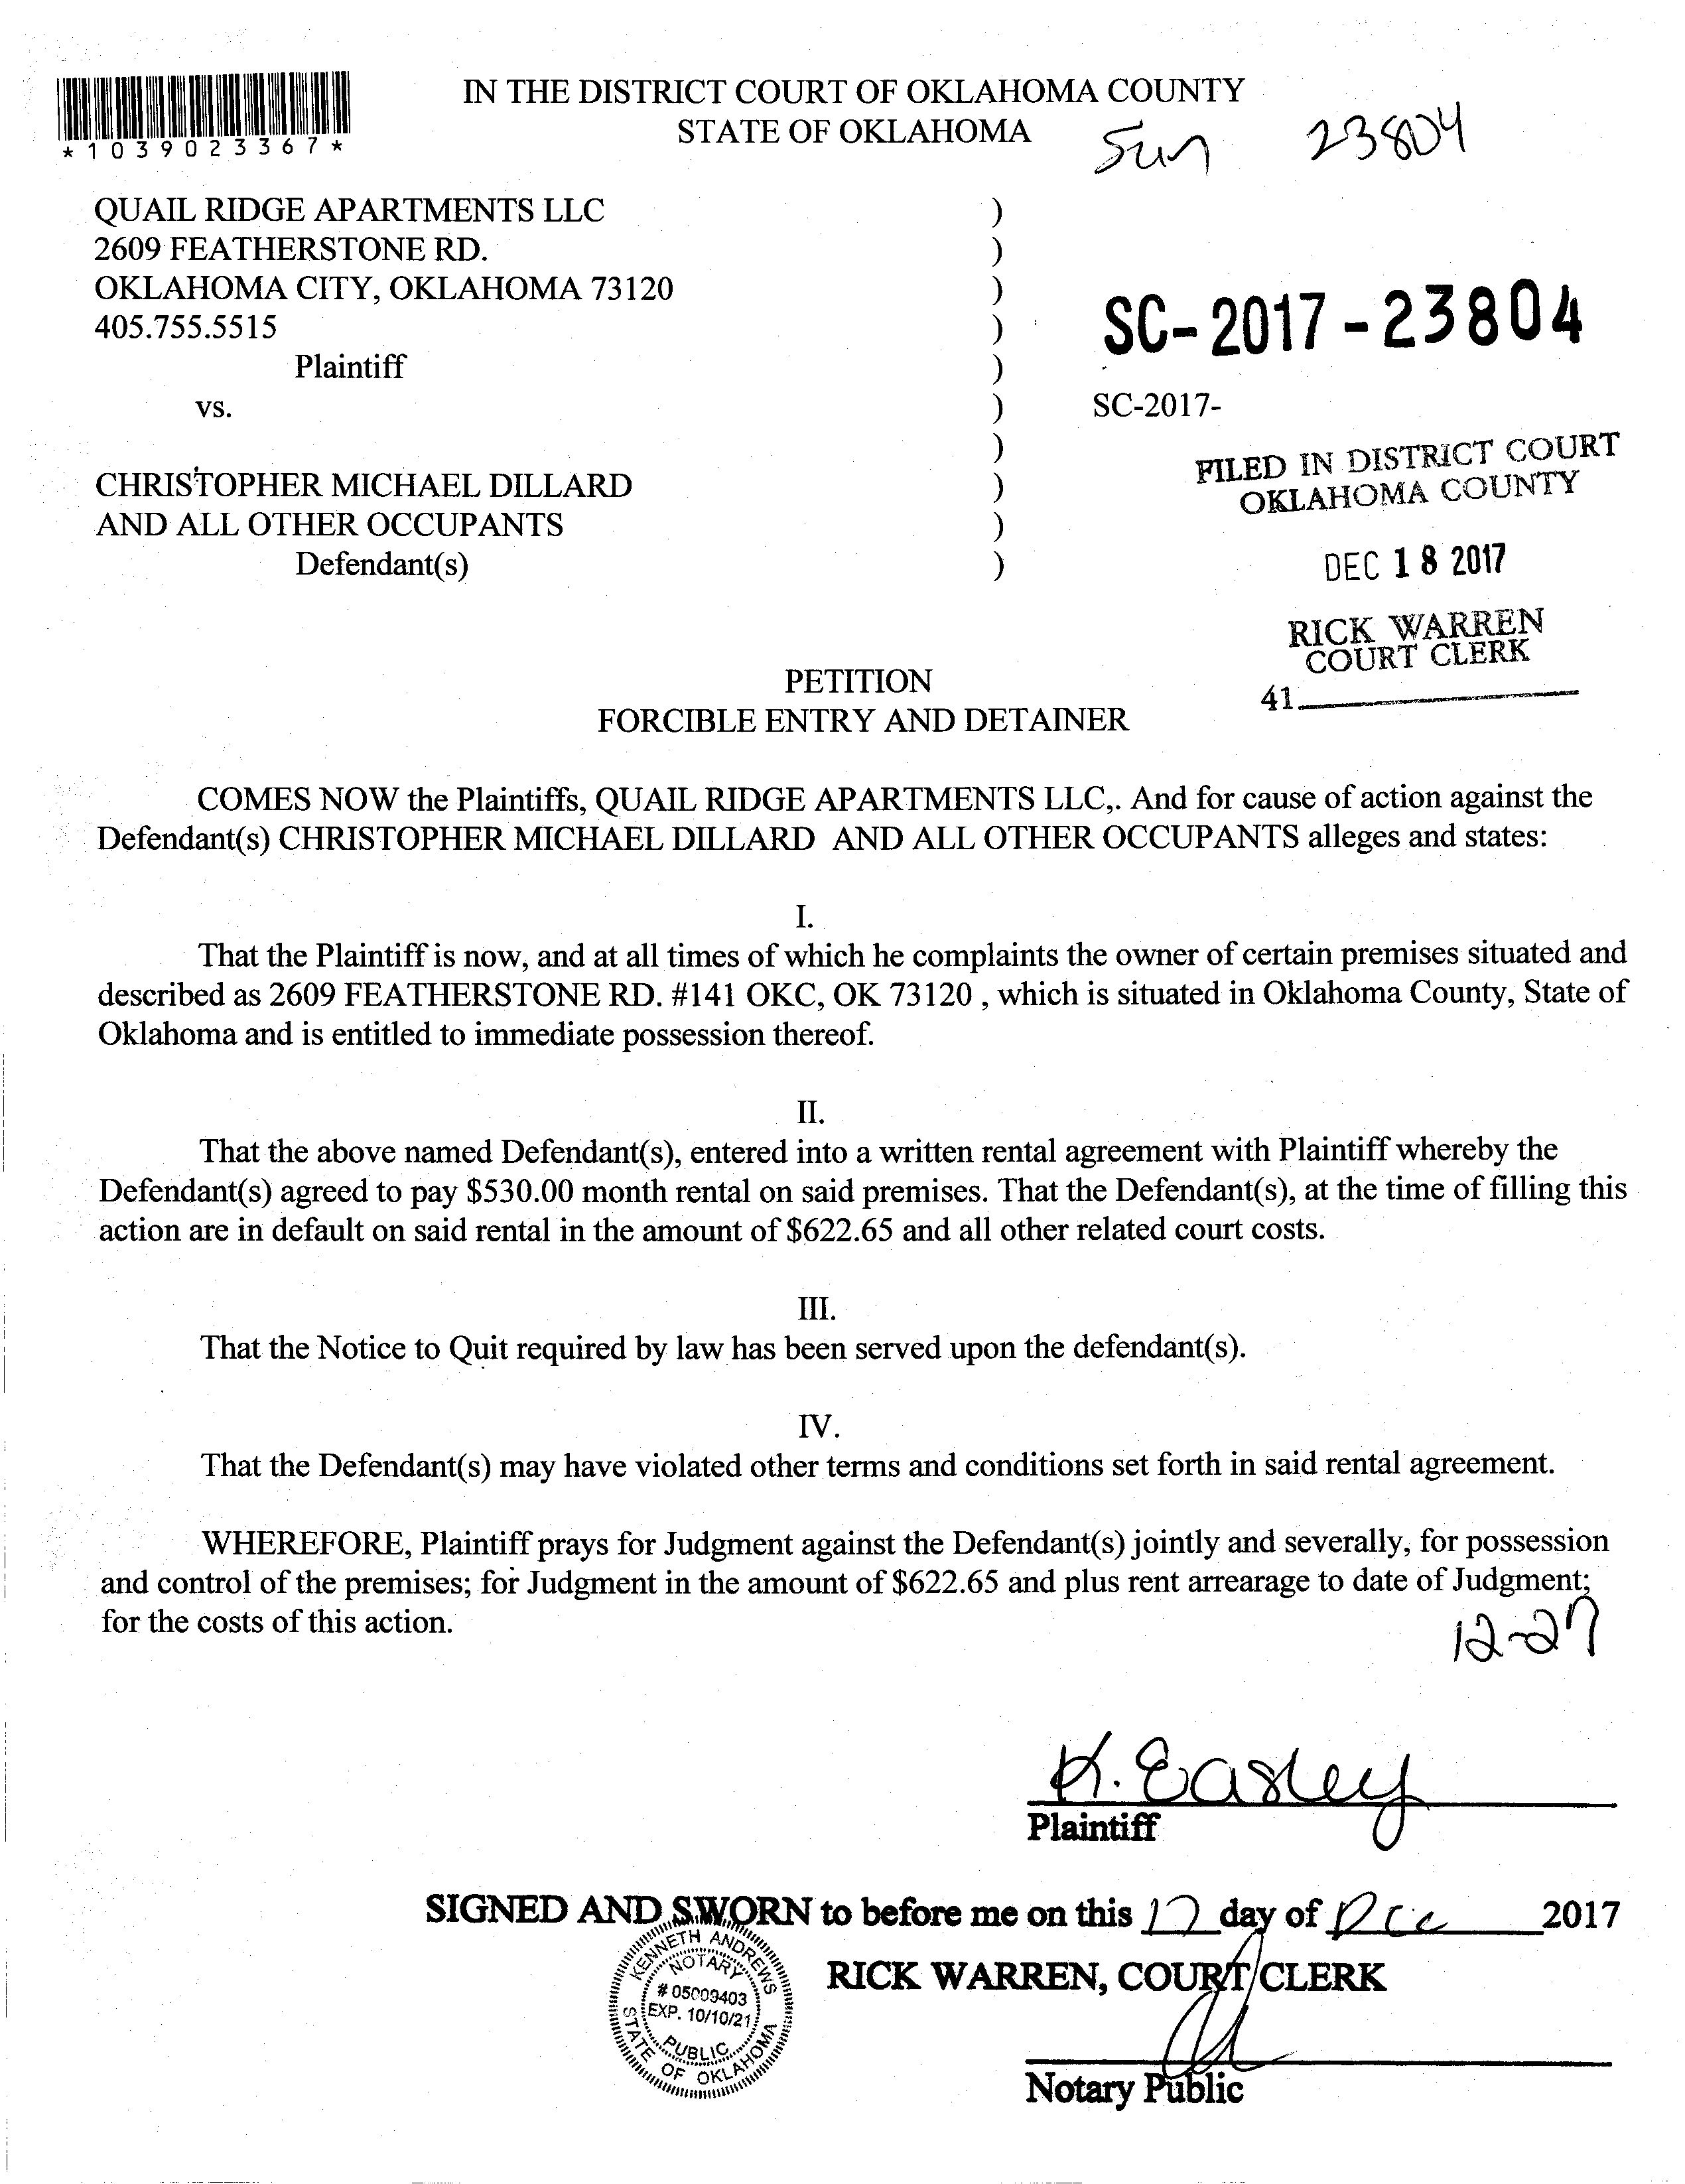 IN THE DISTRICT COURT OF OKLAHOMA COUNTY
STATE OF OKLAHOMA
*1039023367*
Sun 23804
QUAIL RIDGE APARTMENTS LLC )
2609 FEATHERSTONE RD. )
OKLAHOMA CITY, OKLAHOMA 73120 )
405.755.5515 )
SC-2017-23804
Plaintiff )
vs. ) SC-2017-
)
FILED IN DISTRICT COURT
OKLAHOMA COUNTY
CHRISTOPHER MICHAEL DILLARD )
AND ALL OTHER OCCUPANTS )
Defendant(s) )
DEC 18 2017
RICK WARREN
COURT CLERK
41
PETITION
FORCIBLE ENTRY AND DETAINER
COMES NOW the Plaintiffs, QUAIL RIDGE APARTMENTS LLC,. And for cause of action against the
Defendant(s) CHRISTOPHER MICHAEL DILLARD AND ALL OTHER OCCUPANTS alleges and states:
I.
That the Plaintiff is now, and at all times of which he complaints the owner of certain premises situated and
described as 2609 FEATHERSTONE RD. #141 OKC, OK 73120 , which is situated in Oklahoma County, State of
Oklahoma and is entitled to immediate possession thereof.
II.
That the above named Defendant(s), entered into a written rental agreement with Plaintiff whereby the
Defendant(s) agreed to pay $530.00 month rental on said premises. That the Defendant(s), at the time of filling this
action are in default on said rental in the amount of $622.65 and all other related court costs.
III.
That the Notice to Quit required by law has been served upon the defendant(s).
IV.
That the Defendant(s) may have violated other terms and conditions set forth in said rental agreement.
WHEREFORE, Plaintiff prays for Judgment against the Defendant(s) jointly and severally, for possession
and control of the premises; for Judgment in the amount of $622.65 and plus rent arrearage to date of Judgment;
for the costs of this action.
12-27
K. Easley
Plaintiff
SIGNED AND SWORN to before me on this 17 day of Dec 2017
RICK WARREN, COURT CLERK
KENNETH ANDREWS
NOTARY
# 05009403
EXP. 10/10/21
PUBLIC
STATE OF OKLAHOMA
Notary Public